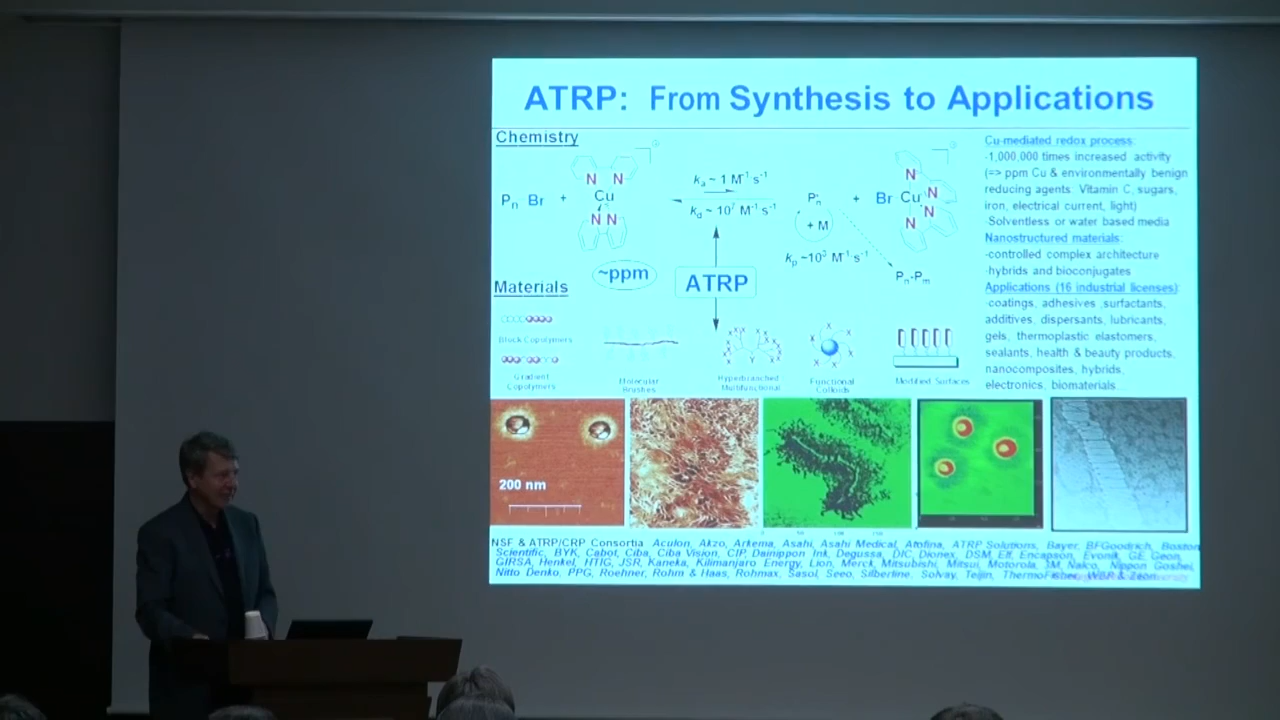 ATRP: From Synthesis to Applications
Chemistry
Pn Br + Cu N N N N
ka ~ 1 M-1 s-1
kd ~ 107 M-1 s-1
Pn + M
+ Br Cu N N N N
kp ~103 M-1 s-1
Pn-Pm
~ppm
ATRP
Materials
Block Copolymers
Gradient
Copolymers
Molecular
Brushes
Hyperbranched
Multifunctional
Functional
Colloids
Modified Surfaces
Cu-mediated redox process:
-1,000,000 times increased activity
(=> ppm Cu & environmentally benign
reducing agents: Vitamin C, sugars,
iron, electrical current, light)
Solventless or water based media
Nanostructured materials:
-controlled complex architecture
-hybrids and bioconjugates
Applications (16 industrial licenses)
-coatings, adhesives ,surfactants,
additives, dispersants, lubricants,
gels, thermoplastic elastomers,
sealants, health & beauty products,
nanocomposites, hybrids,
electronics, biomaterials
200 nm
NSF & ATRP/CRP Consortia Aculon, Akzo, Arkema, Asahi, Asahi Medical, Atofina, ATRP Solutions, Bayer, BFGoodrich, Boston
Scientific, BYK, Cabot, Ciba, Ciba Vision, CIP, Dainippon Ink, Degussa, DIC, Dionex, DSM, Elf, Encapson, Evonik, GE, Geon,
GIRSA, Henkel, HTIG, JSR, Kaneka, Kilimanjaro Energy, Lion, Merck, Mitsubishi, Mitsui, Motorola, 3M, Nalco, Nippon Goshei,
Nitto Denko, PPG, Roehner, Rohm & Haas, Rohmax, Sasol, Seeo, Silberline, Solvay, Teijin, ThermoFisher, WBR & Zeon